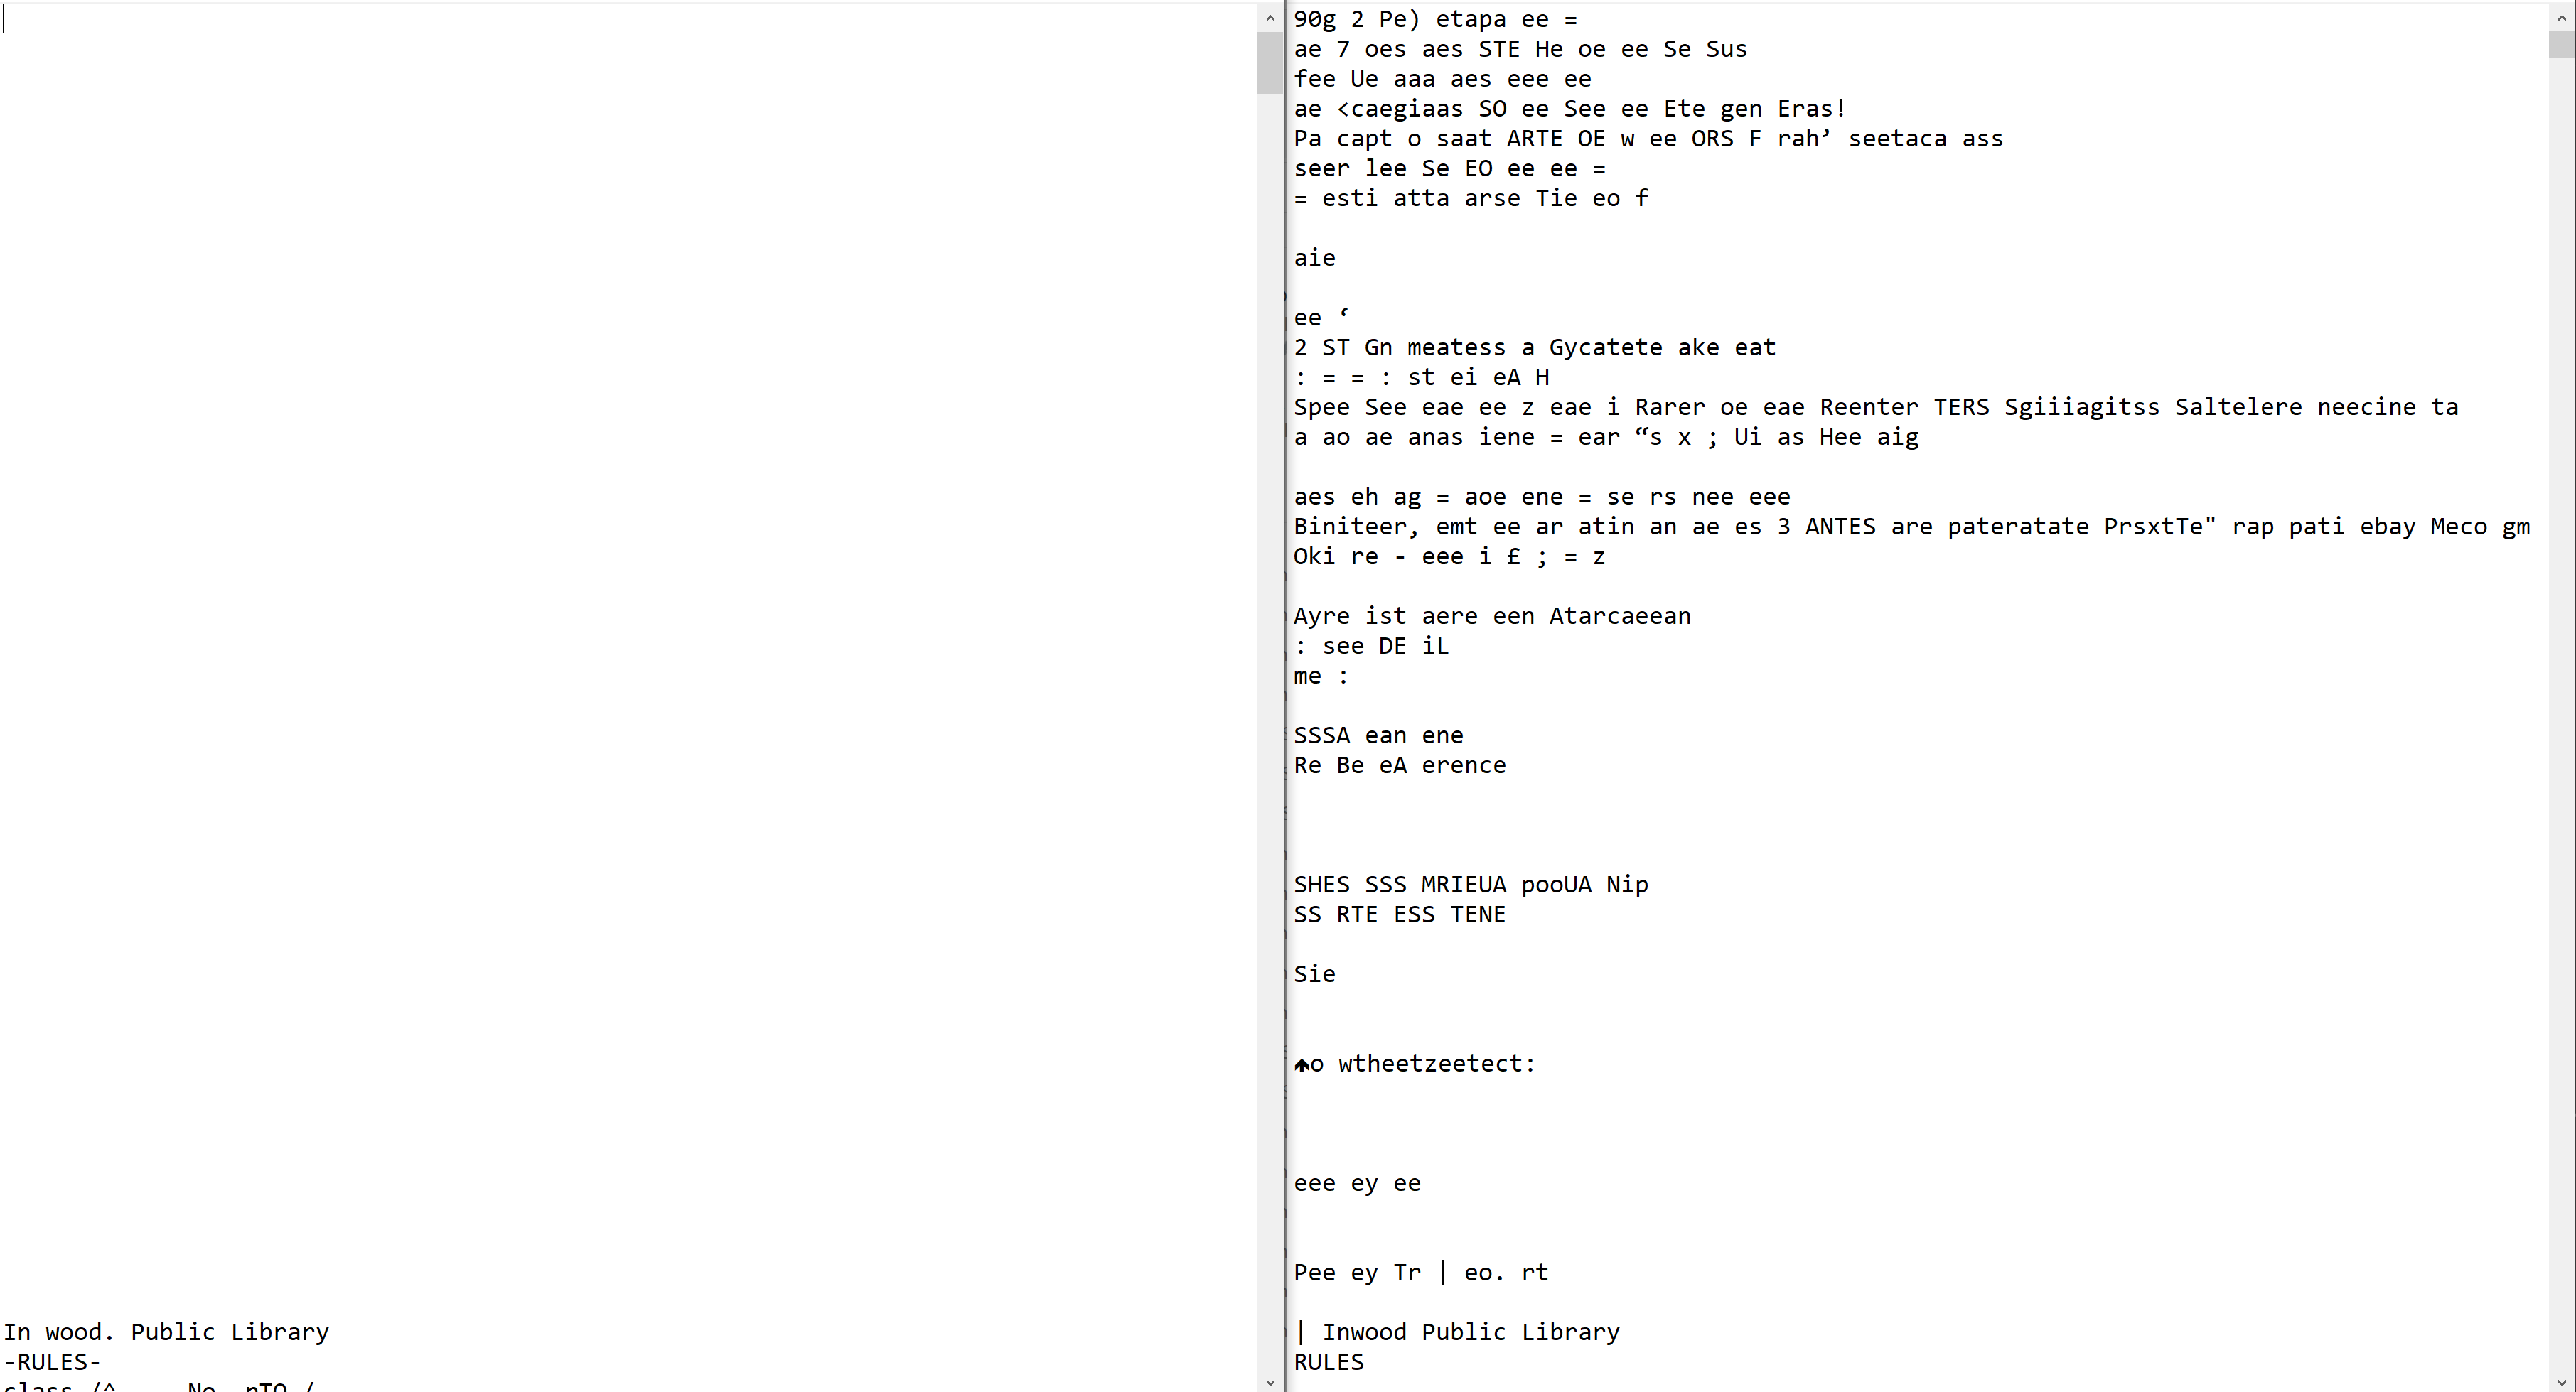 In wood. Public Library
-RULES-
90g 2 Pe) etapa ee =
ae 7 oes aes STE He oe ee Se Sus
fee Ue aaa aes eee ee
ae <caegiaas SO ee See ee Ete gen Eras!
Pa capt o saat ARTE OE w ee ORS F rah’ seetaca ass
seer lee Se EO ee ee =
= esti atta arse Tie eo f
aie
ee ‘
2 ST Gn meatess a Gycatete ake eat
: = = : st ei eA H
Spee See eae ee z eae i Rarer oe eae Reenter TERS Sgiiiagitss Saltelere neecine ta
a ao ae anas iene = ear “s x ; Ui as Hee aig
aes eh ag = aoe ene = se rs nee eee
Biniteer, emt ee ar atin an ae es 3 ANTES are pateratate PrsxtTe" rap pati ebay Meco gm
Oki re - eee i £ ; = z
Ayre ist aere een Atarcaeean
: see DE iL
me :
SSSA ean ene
Re Be eA erence
SHES SSS MRIEUA pooUA Nip
SS RTE ESS TENE
Sie
🛧o wtheetzeetect:
eee ey ee
Pee ey Tr | eo. rt
| Inwood Public Library
RULES